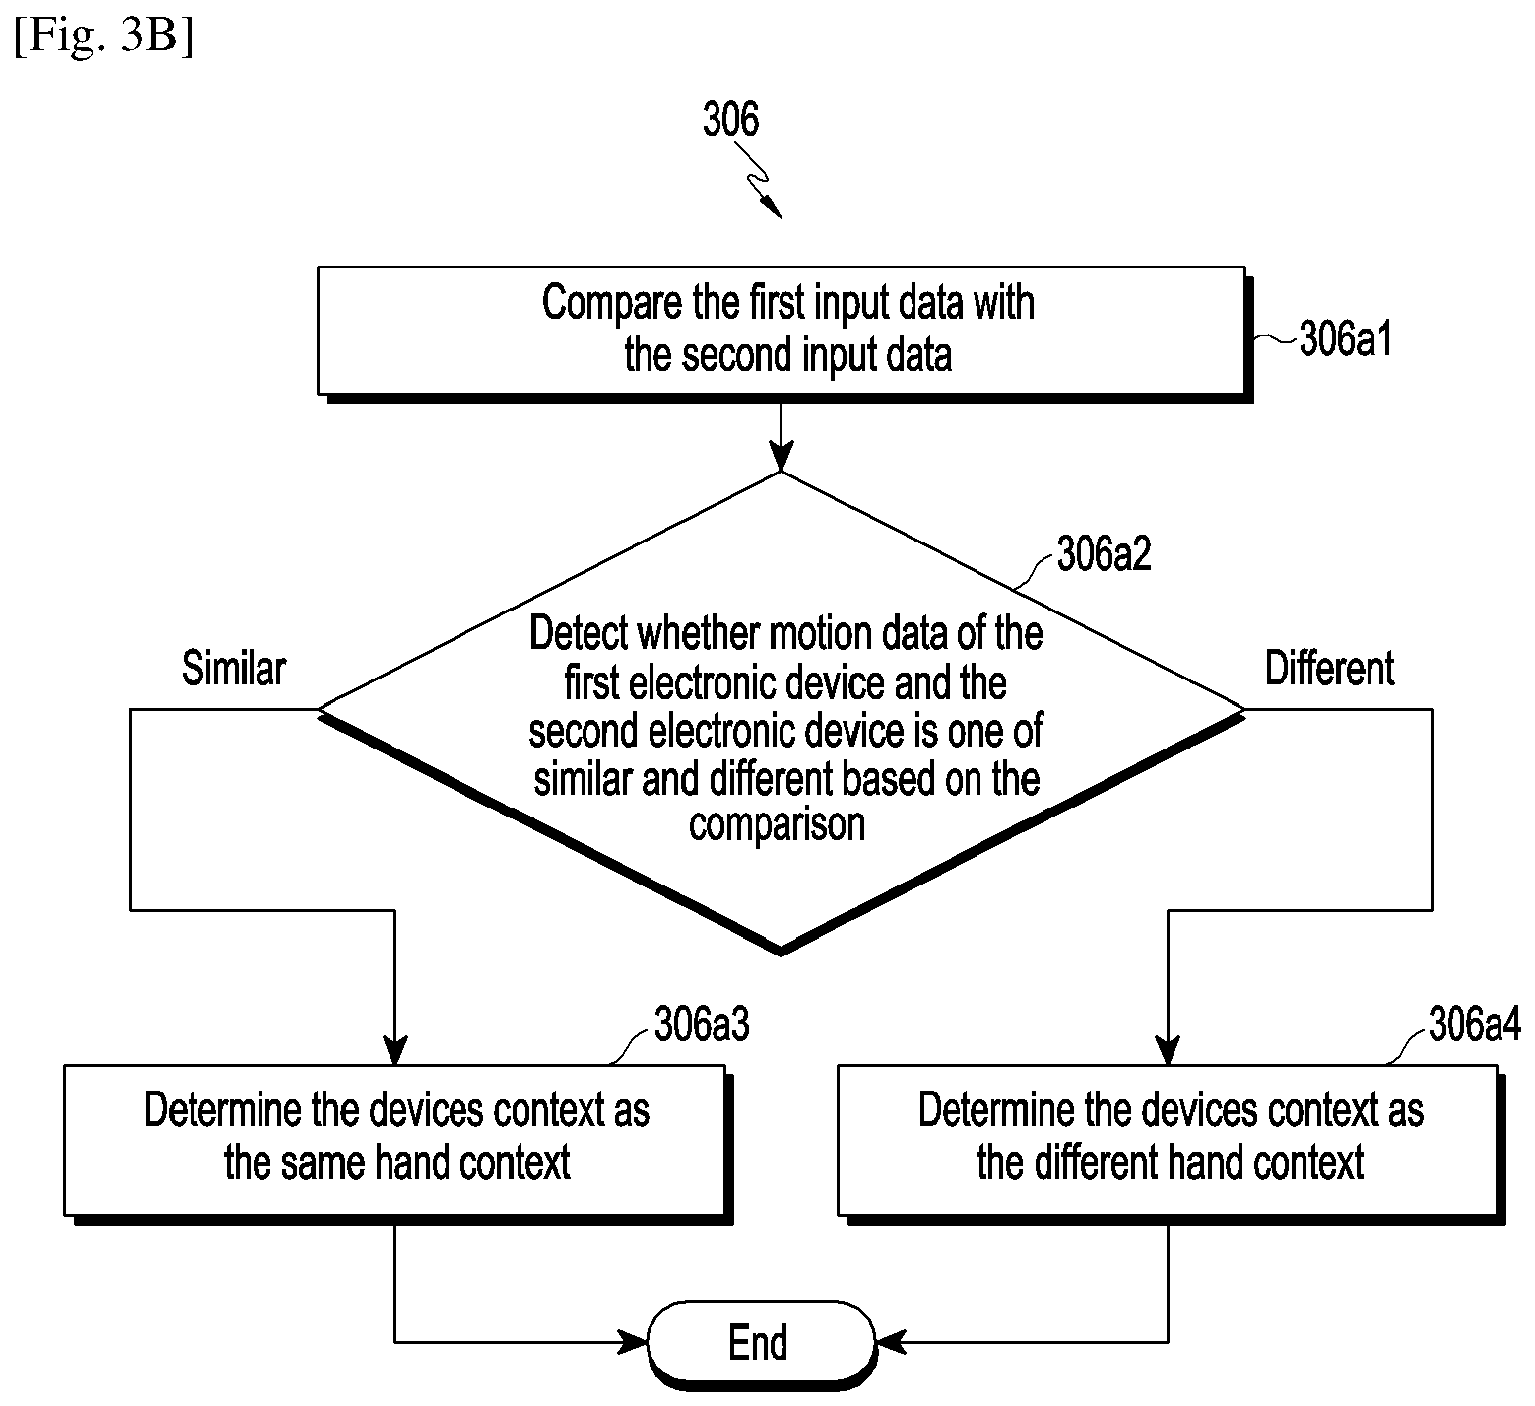 [Fig. 3B]
306
Compare the first input data with
the second input data
306a1
306a2
Detect whether motion data of the
first electronic device and the
second electronic device is one of
similar and different based on the
comparison
Similar
Different
306a3
Determine the devices context as
the same hand context
306a4
Determine the devices context as
the different hand context
End